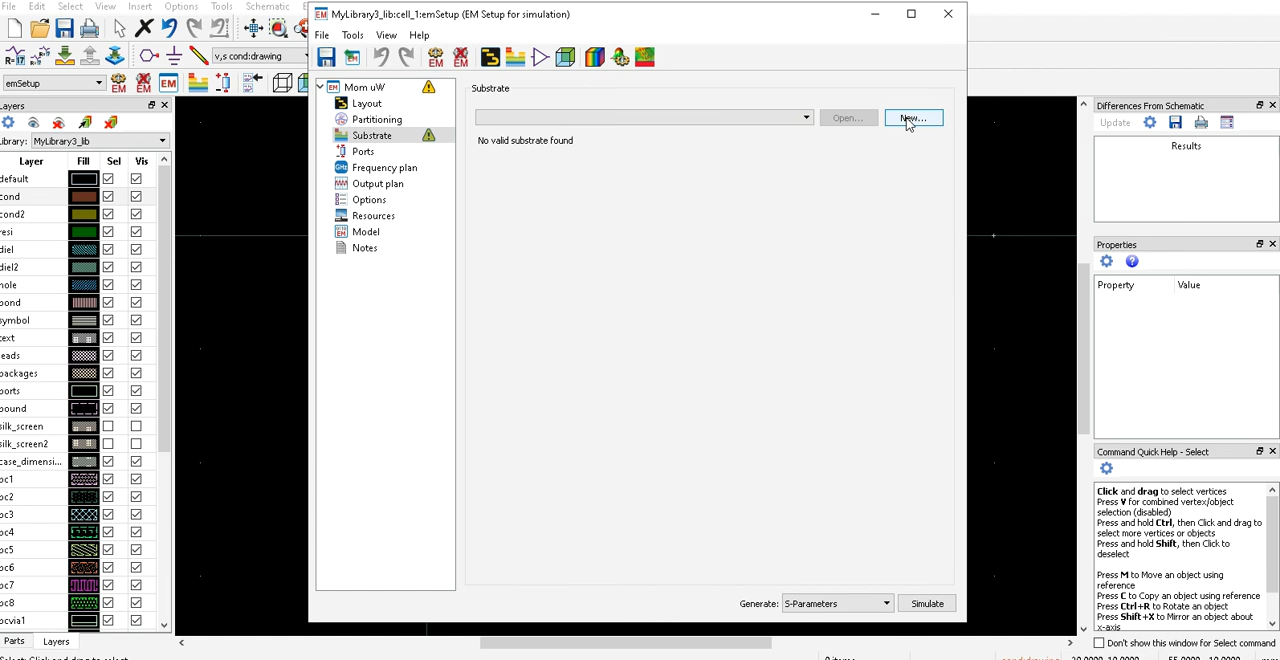 File Edit Select View Insert Options Tools Schematic
MyLibrary3_lib:cell_1:emSetup (EM Setup for simulation)
File Tools View Help
v,s cond:drawing
emSetup
EM
Layers
ibrary: MyLibrary3_lib
Layer Fill Sel Vis
default
cond
cond2
resi
diel
diel2
hole
bond
symbol
text
leads
packages
ports
bound
silk_screen
silk_screen2
case_dimensi...
pc1
pc2
pc3
pc4
pc5
pc6
pc7
pc8
pcvia1
Parts Layers
Mom uW
Layout
Partitioning
Substrate
Ports
Frequency plan
Output plan
Options
Resources
Model
Notes
Substrate
Open... New...
No valid substrate found
Generate: S-Parameters Simulate
Differences From Schematic
Update
Results
Properties
Property Value
Command Quick Help - Select
Click and drag to select vertices
Press V for combined vertex/object
selection (disabled)
Press and hold Ctrl, then Click and drag to
select more vertices or objects
Press and hold Shift, then Click to
deselect
Press M to Move an object using
reference
Press C to Copy an object using reference
Press Ctrl+R to Rotate an object
Press Shift+X to Mirror an object about
x-axis
Don't show this window for Select command